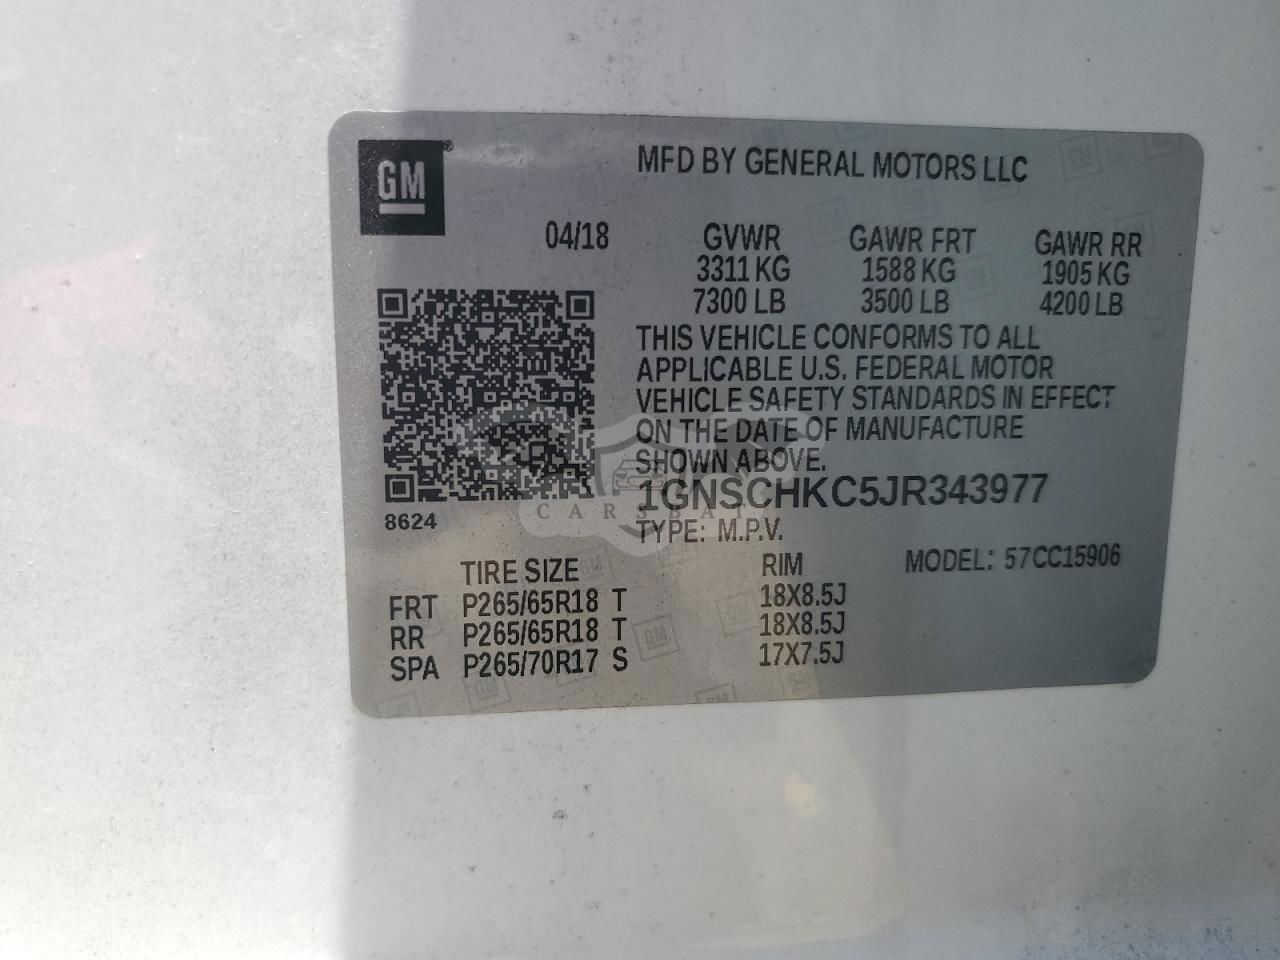 GM
MFD BY GENERAL MOTORS LLC
04/18 GVWR GAWR FRT GAWR RR
3311 KG 1588 KG 1905 KG
7300 LB 3500 LB 4200 LB
THIS VEHICLE CONFORMS TO ALL
APPLICABLE U.S. FEDERAL MOTOR
VEHICLE SAFETY STANDARDS IN EFFECT
ON THE DATE OF MANUFACTURE
SHOWN ABOVE.
1GNSCHKC5JR343977
8624
TYPE: M.P.V.
TIRE SIZE RIM MODEL: 57CC15906
FRT P265/65R18 T 18X8.5J
RR P265/65R18 T 18X8.5J
SPA P265/70R17 S 17X7.5J